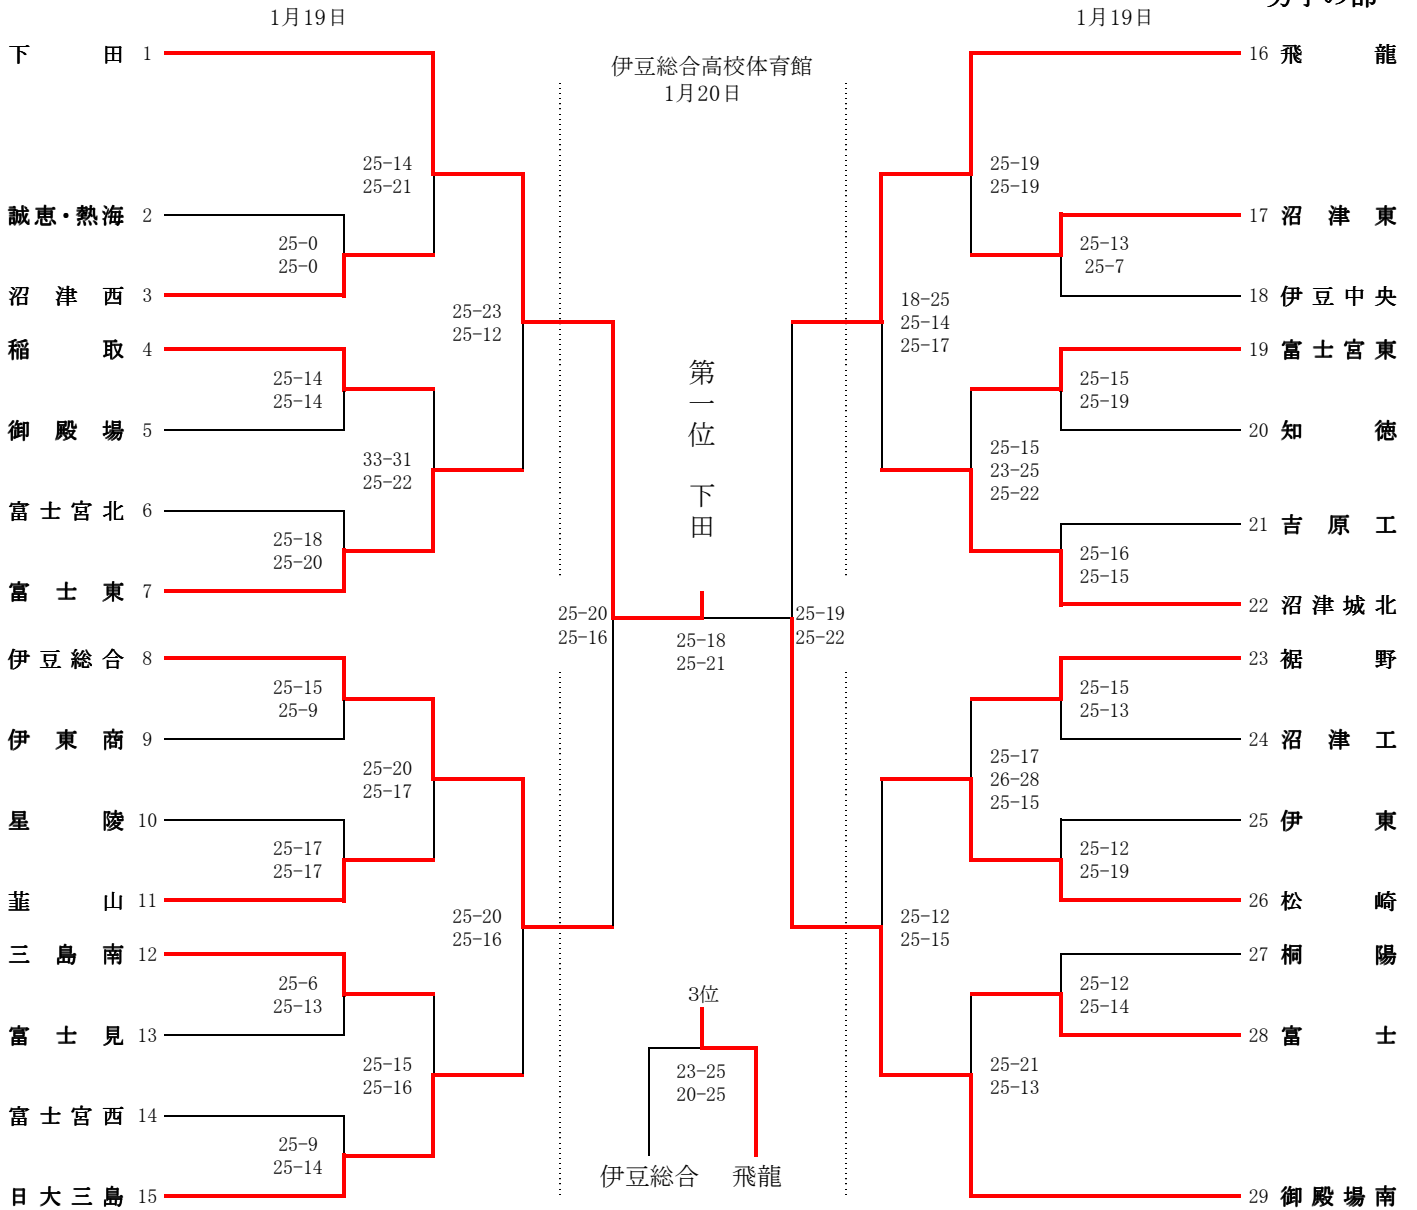 男子の部
1月19日
1月19日
伊豆総合高校体育館
1月20日
下田 1
25-14
25-21
誠恵・熱海 2
25-0
25-0
沼津西 3
25-23
25-12
稲取 4
25-14
25-14
御殿場 5
33-31
25-22
富士宮北 6
25-18
25-20
富士東 7
25-20
25-16
伊豆総合 8
25-15
25-9
伊東商 9
25-20
25-17
星陵 10
25-17
25-17
韮山 11
25-20
25-16
三島南 12
25-6
25-13
富士見 13
25-15
25-16
富士宮西 14
25-9
25-14
日大三島 15
第一位 下田
25-18
25-21
3位
23-25
20-25
伊豆総合 飛龍
16 飛龍
25-19
25-19
17 沼津東
25-13
25-7
18 伊豆中央
18-25
25-14
25-17
19 富士宮東
25-15
25-19
20 知徳
25-15
23-25
25-22
21 吉原工
25-16
25-15
22 沼津城北
25-19
25-22
23 裾野
25-15
25-13
24 沼津工
25-17
26-28
25-15
25 伊東
25-12
25-19
26 松崎
25-12
25-15
27 桐陽
25-12
25-14
28 富士
25-21
25-13
29 御殿場南